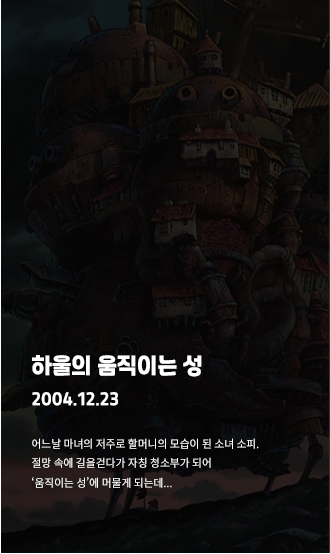 하울의 움직이는 성
2004.12.23
어느날 마녀의 저주로 할머니의 모습이 된 소녀 소피.
절망 속에 길을걷다가 자칭 청소부가 되어
‘움직이는 성’에 머물게 되는데...